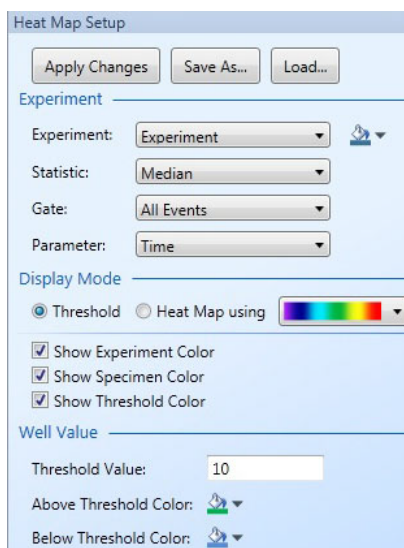 Heat Map Setup
Apply Changes Save As... Load...
Experiment
Experiment: Experiment
Statistic: Median
Gate: All Events
Parameter: Time
Display Mode
Threshold Heat Map using
Show Experiment Color
Show Specimen Color
Show Threshold Color
Well Value
Threshold Value: 10
Above Threshold Color:
Below Threshold Color: